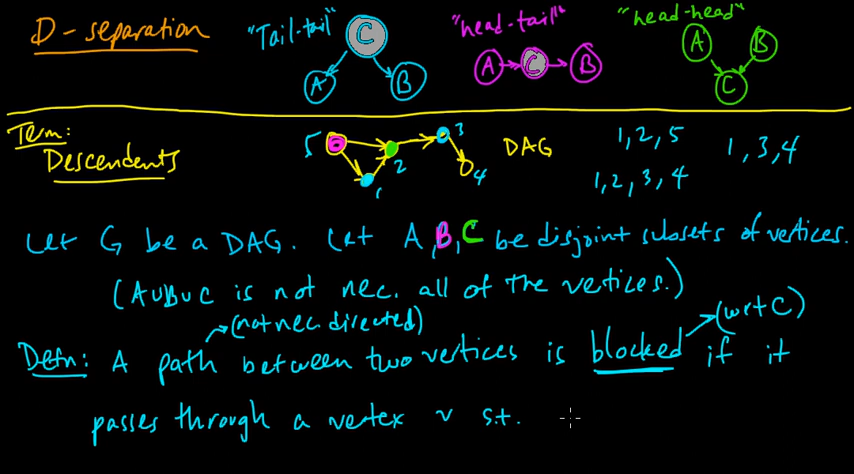 D-separation
"Tail-tail"
C
A B
"head-tail"
A C B
"head-head"
A B
C
Term:
Descendents
5 2 1 3 4
DAG
1,2,5
1,2,3,4
1,3,4
Let G be a DAG. Let A,B,C be disjoint subsets of vertices.
(AUBUC is not nec. all of the vertices.)
(not nec. directed)
(wrt C)
Defn: A path between two vertices is blocked if it
passes through a vertex v s.t.